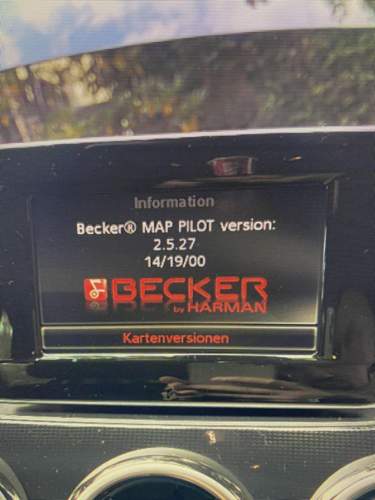 Information
Becker® MAP PILOT version:
2.5.27
14/19/00
BECKER
by HARMAN
Kartenversionen